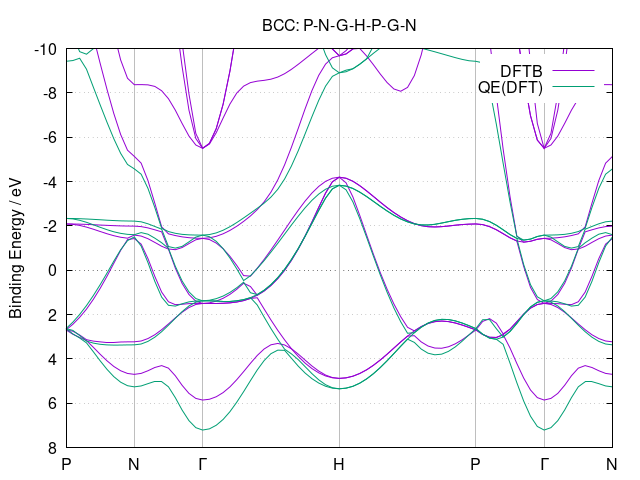 BCC: P-N-G-H-P-G-N
Binding Energy / eV
-10
-8
-6
-4
-2
0
2
4
6
8
DFTB
QE(DFT)
P N Γ H P Γ N